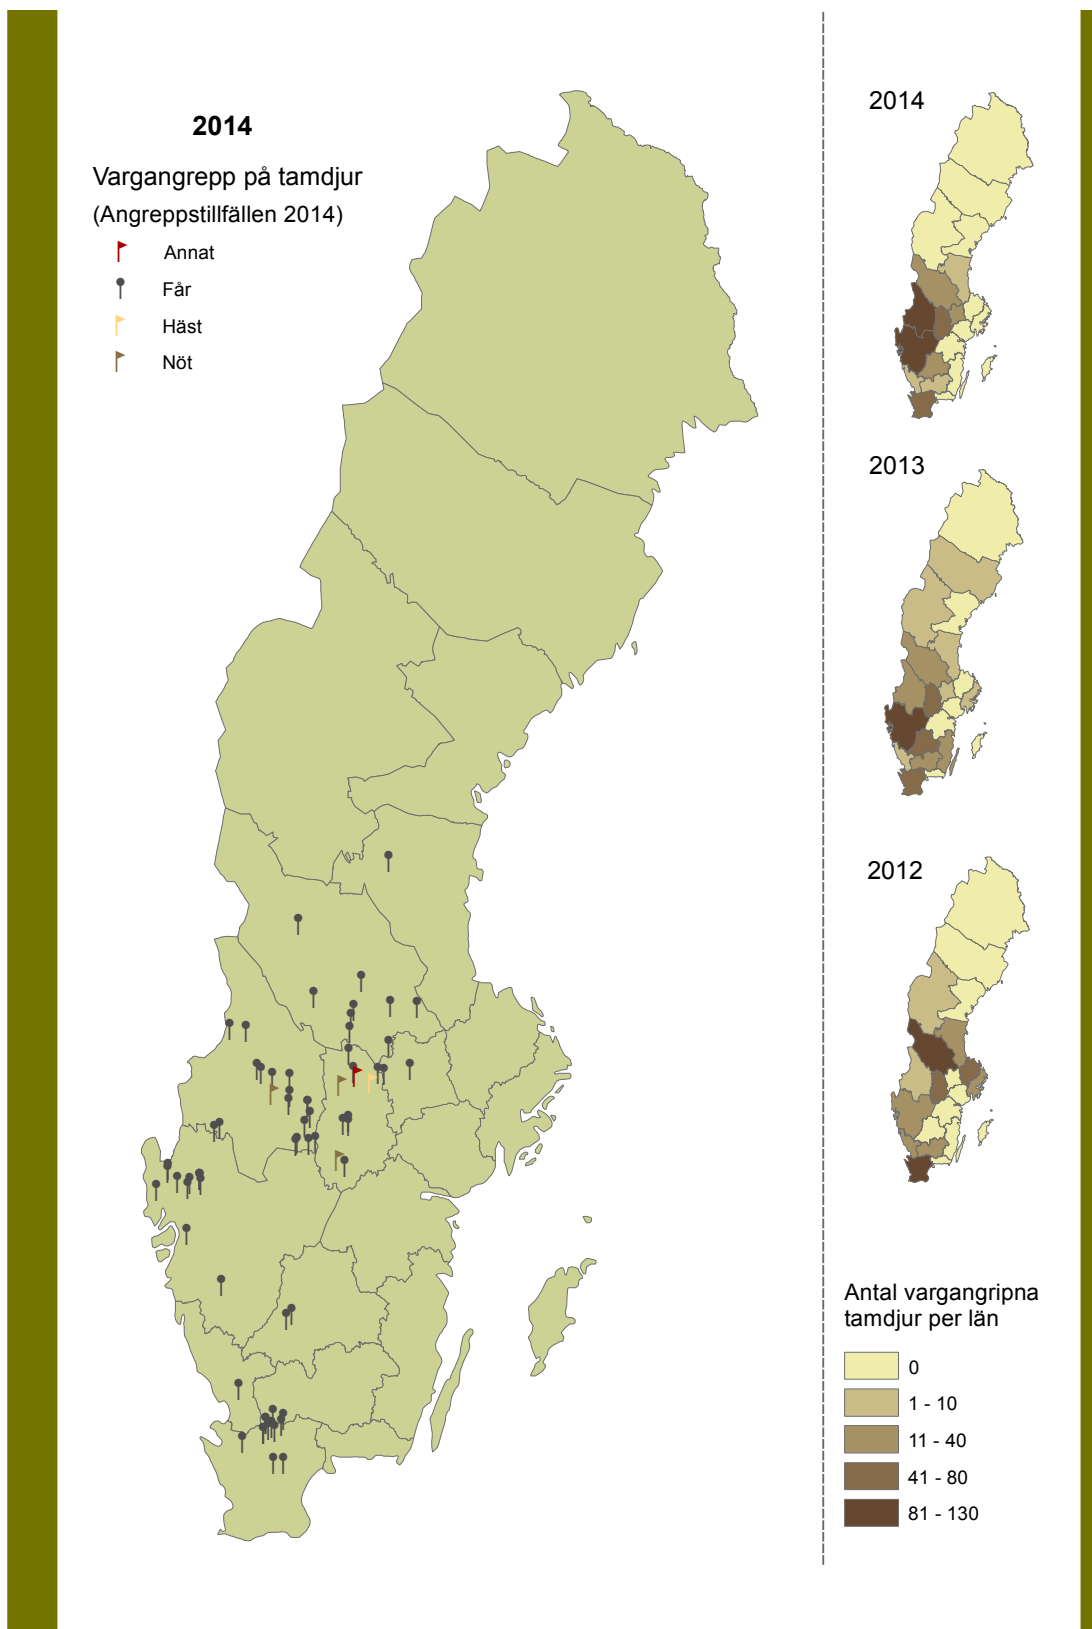 2014
Vargangrepp på tamdjur
(Angreppstillfällen 2014)
Annat
Får
Häst
Nöt
2014
2013
2012
Antal vargangripna
tamdjur per län
0
1 - 10
11 - 40
41 - 80
81 - 130